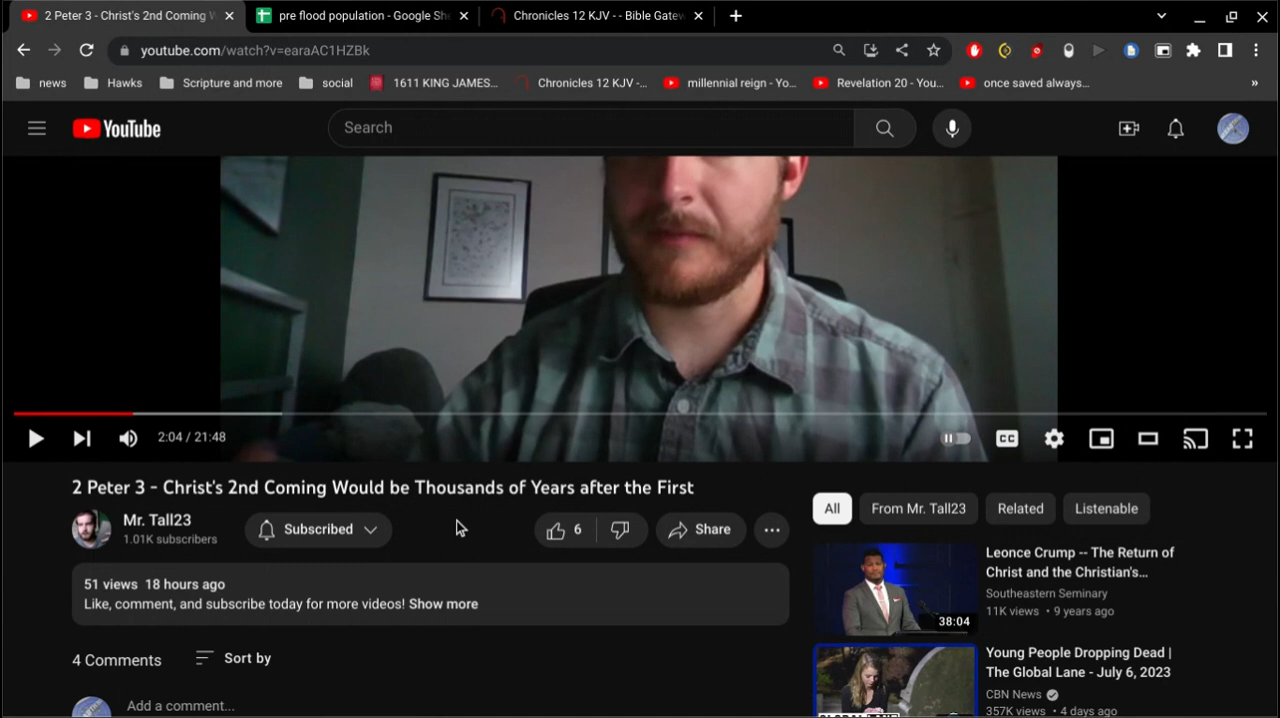 2 Peter 3 - Christ's 2nd Coming W
pre flood population - Google She
Chronicles 12 KJV - - Bible Gatew
youtube.com/watch?v=earaAC1HZBk
news
Hawks
Scripture and more
social
1611 KING JAMES...
Chronicles 12 KJV -...
millennial reign - Yo...
Revelation 20 - You...
once saved always...
»
YouTube
Search
2:04 / 21:48
CC
2 Peter 3 - Christ's 2nd Coming Would be Thousands of Years after the First
Mr. Tall23
1.01K subscribers
Subscribed
6
Share
51 views 18 hours ago
Like, comment, and subscribe today for more videos! Show more
4 Comments
Sort by
Add a comment...
All
From Mr. Tall23
Related
Listenable
38:04
Leonce Crump -- The Return of
Christ and the Christian's...
Southeastern Seminary
11K views • 9 years ago
GLOBAL LANE
Young People Dropping Dead |
The Global Lane - July 6, 2023
CBN News
357K views • 4 days ago